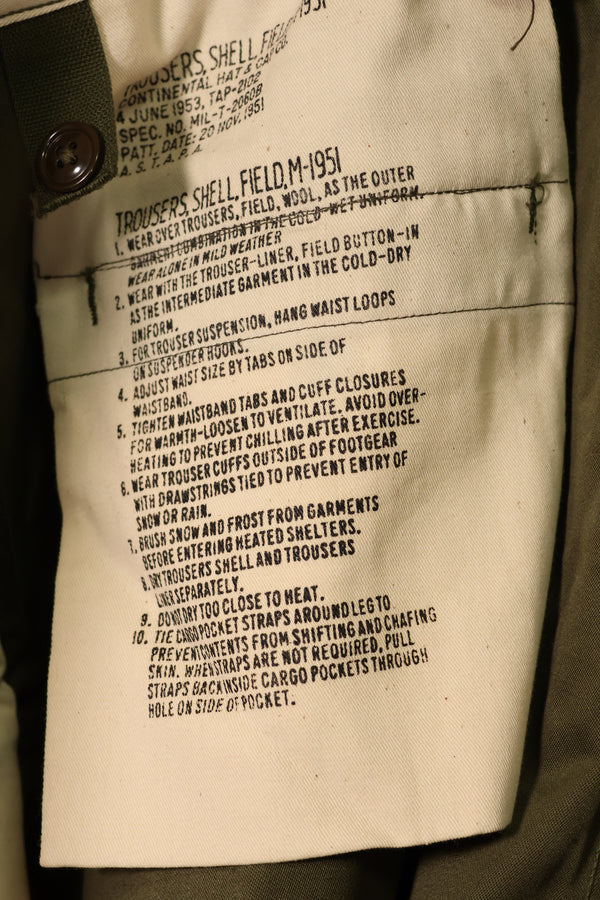 -1951
TROUSERS, SHELL, FIELD
CONTINENTAL HAT & CAP CO.
4 JUNE 1953, TAP-2102
SPEC. NO. MIL-T-2060B
PATT. DATE: 20 NOV. 1951
A. S. T. A. P. A.
TROUSERS, SHELL, FIELD, M-1951
1. WEAR OVER TROUSERS, FIELD, WOOL, AS THE OUTER
GARMENT COMBINATION IN THE COLD-WET UNIFORM.
WEAR ALONE IN MILD WEATHER
2. WEAR WITH THE TROUSER-LINER, FIELD BUTTON-IN
AS THE INTERMEDIATE GARMENT IN THE COLD-DRY
UNIFORM.
3. FOR TROUSER SUSPENSION, HANG WAIST LOOPS
ON SUSPENDER HOOKS.
4. ADJUST WAIST SIZE BY TABS ON SIDE OF
WAISTBAND.
5. TIGHTEN WAISTBAND TABS AND CUFF CLOSURES
FOR WARMTH-LOOSEN TO VENTILATE. AVOID OVER-
HEATING TO PREVENT CHILLING AFTER EXERCISE.
6. WEAR TROUSER CUFFS OUTSIDE OF FOOTGEAR
WITH DRAWSTRINGS TIED TO PREVENT ENTRY OF
SNOW OR RAIN.
7. BRUSH SNOW AND FROST FROM GARMENTS
BEFORE ENTERING HEATED SHELTERS.
8. DRY TROUSERS SHELL AND TROUSERS
LINER SEPARATELY.
9. DO NOT DRY TOO CLOSE TO HEAT.
10. TIE CARGO POCKET STRAPS AROUND LEG TO
PREVENT CONTENTS FROM SHIFTING AND CHAFING
SKIN. WHEN STRAPS ARE NOT REQUIRED, PULL
STRAPS BACK INSIDE CARGO POCKETS THROUGH
HOLE ON SIDE OF POCKET.